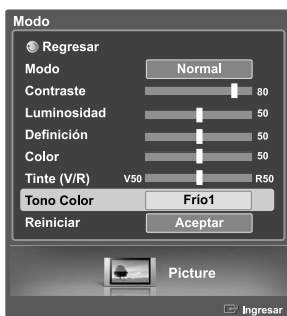 Modo
Regresar
Modo Normal
Contraste 80
Luminosidad 50
Definición 50
Color 50
Tinte (V/R) V50 R50
Tono Color Frío1
Reiniciar Aceptar
Picture
Ingresar